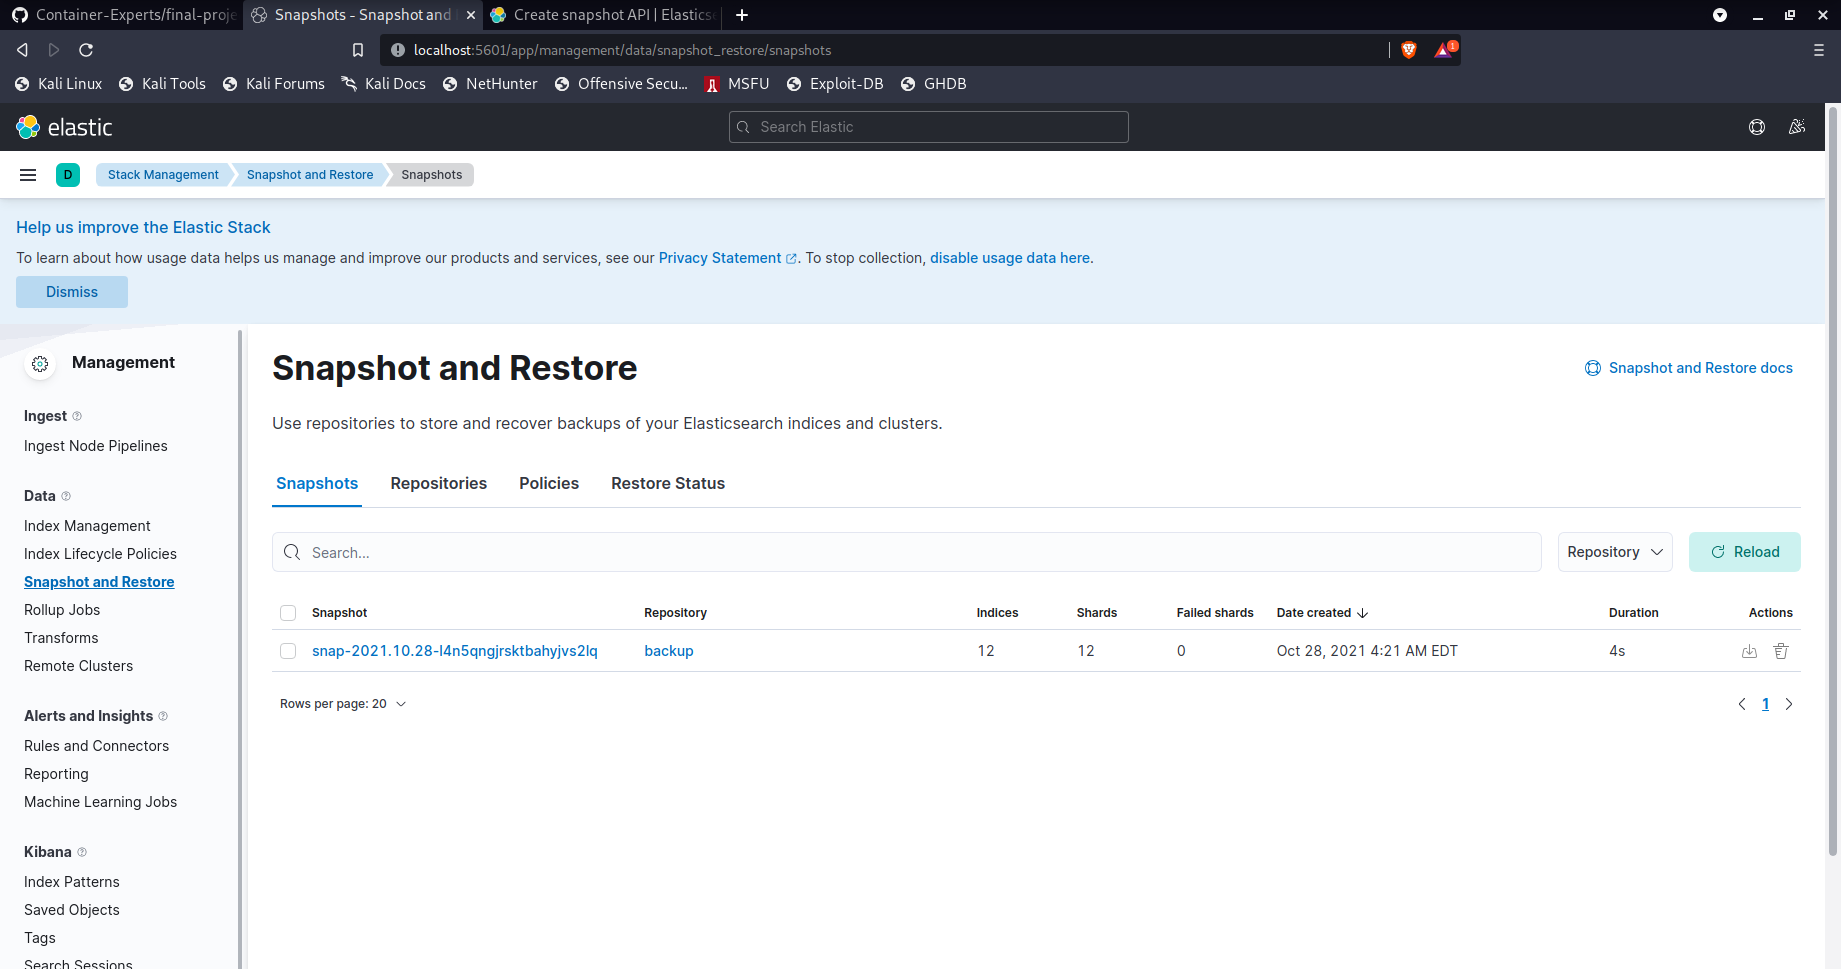 Container-Experts/final-proje
Snapshots - Snapshot and
Create snapshot API | Elasticse
localhost:5601/app/management/data/snapshot_restore/snapshots
1
Kali Linux
Kali Tools
Kali Forums
Kali Docs
NetHunter
Offensive Secu...
MSFU
Exploit-DB
GHDB
elastic
Search Elastic
D
Stack Management
Snapshot and Restore
Snapshots
Help us improve the Elastic Stack
To learn about how usage data helps us manage and improve our products and services, see our Privacy Statement. To stop collection, disable usage data here.
Dismiss
Management
Ingest
Ingest Node Pipelines
Data
Index Management
Index Lifecycle Policies
Snapshot and Restore
Rollup Jobs
Transforms
Remote Clusters
Alerts and Insights
Rules and Connectors
Reporting
Machine Learning Jobs
Kibana
Index Patterns
Saved Objects
Tags
Search Sessions
Snapshot and Restore
Snapshot and Restore docs
Use repositories to store and recover backups of your Elasticsearch indices and clusters.
Snapshots
Repositories
Policies
Restore Status
Search...
Repository
Reload
Snapshot Repository Indices Shards Failed shards Date created Duration Actions
snap-2021.10.28-l4n5qngjrsktbahyjvs2lq backup 12 12 0 Oct 28, 2021 4:21 AM EDT 4s
Rows per page: 20
1